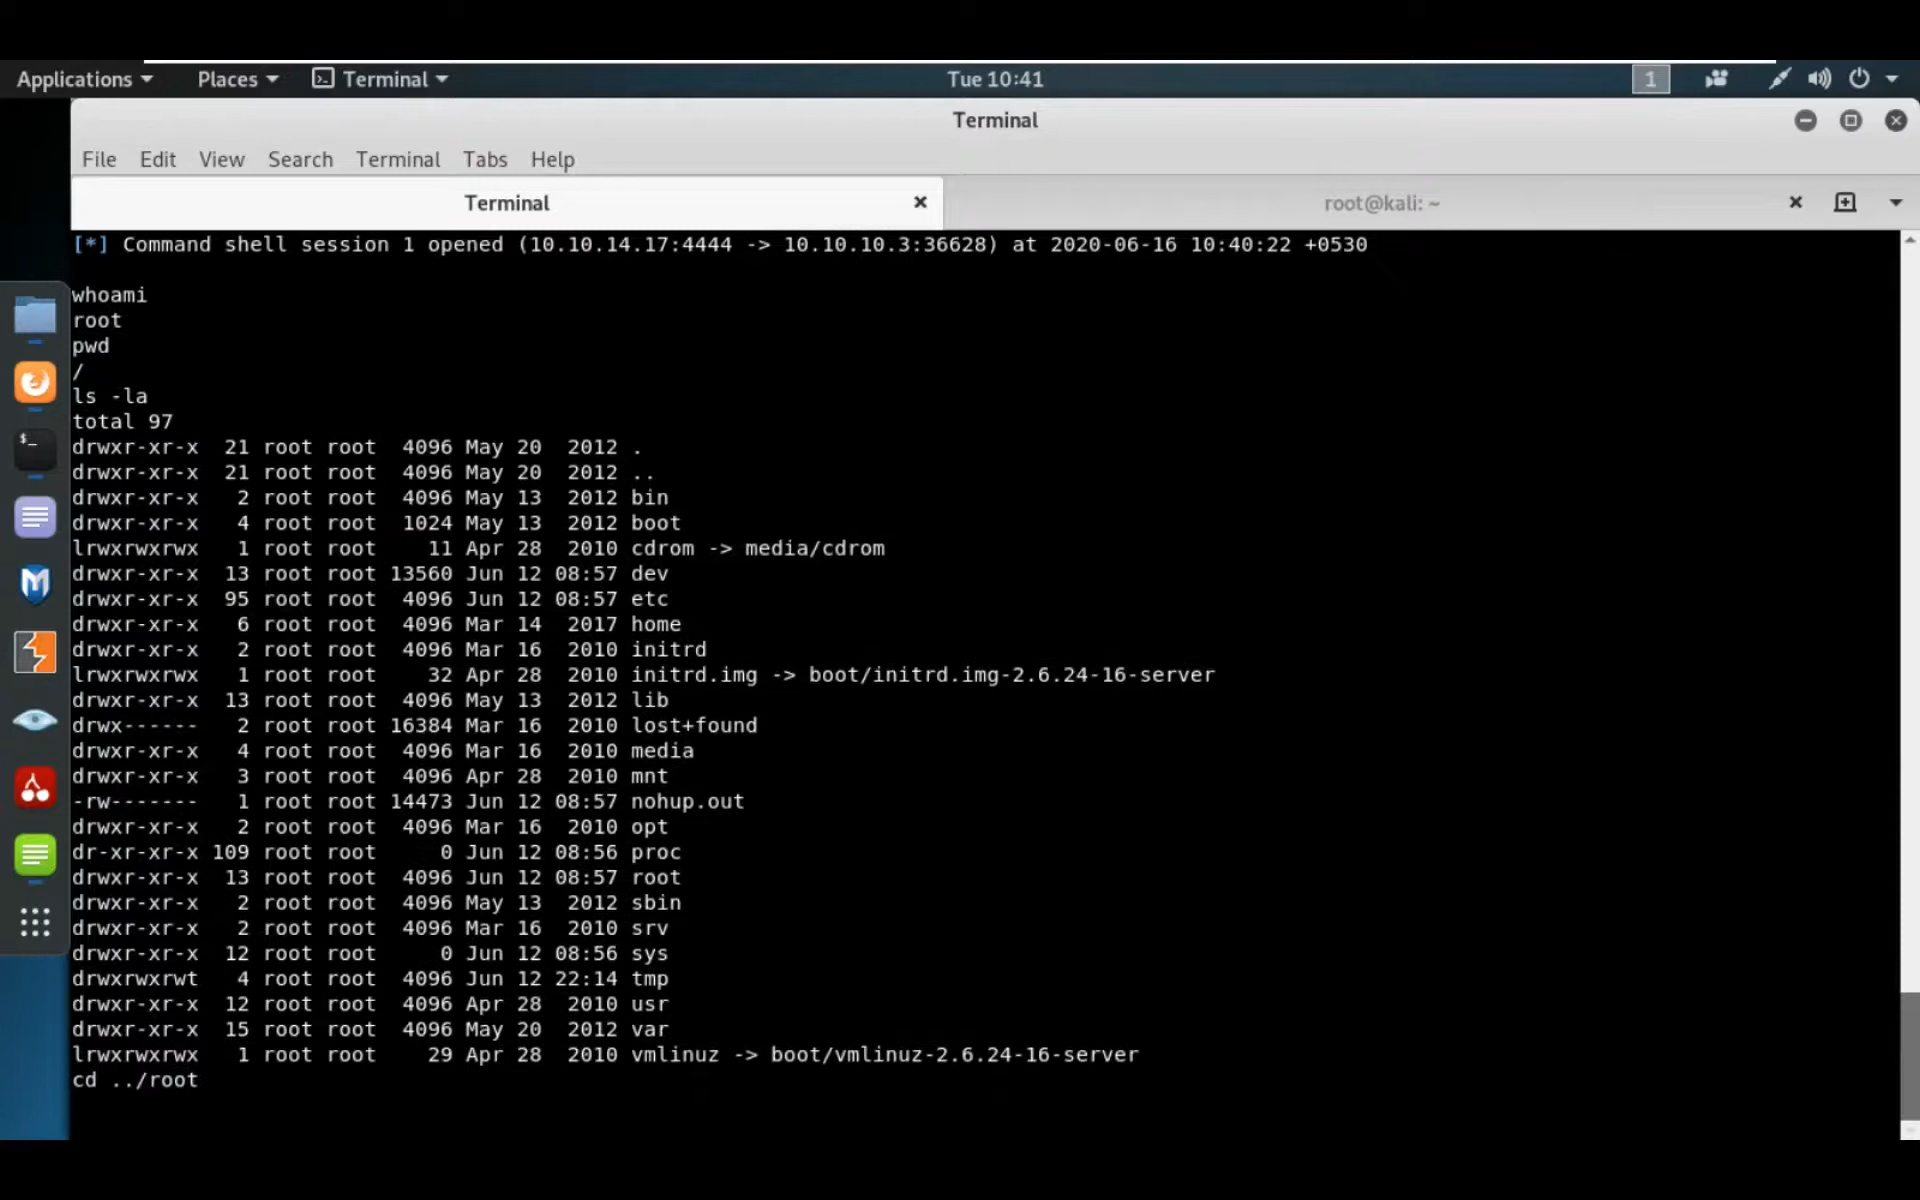 Applications Places Terminal Tue 10:41 1
Terminal
File Edit View Search Terminal Tabs Help
Terminal root@kali: ~
[*] Command shell session 1 opened (10.10.14.17:4444 -> 10.10.10.3:36628) at 2020-06-16 10:40:22 +0530
whoami
root
pwd
/
ls -la
total 97
drwxr-xr-x  21 root root  4096 May 20  2012 .
drwxr-xr-x  21 root root  4096 May 20  2012 ..
drwxr-xr-x   2 root root  4096 May 13  2012 bin
drwxr-xr-x   4 root root  1024 May 13  2012 boot
lrwxrwxrwx   1 root root    11 Apr 28  2010 cdrom -> media/cdrom
drwxr-xr-x  13 root root 13560 Jun 12 08:57 dev
drwxr-xr-x  95 root root  4096 Jun 12 08:57 etc
drwxr-xr-x   6 root root  4096 Mar 14  2017 home
drwxr-xr-x   2 root root  4096 Mar 16  2010 initrd
lrwxrwxrwx   1 root root    32 Apr 28  2010 initrd.img -> boot/initrd.img-2.6.24-16-server
drwxr-xr-x  13 root root  4096 May 13  2012 lib
drwx------   2 root root 16384 Mar 16  2010 lost+found
drwxr-xr-x   4 root root  4096 Mar 16  2010 media
drwxr-xr-x   3 root root  4096 Apr 28  2010 mnt
-rw-------   1 root root 14473 Jun 12 08:57 nohup.out
drwxr-xr-x   2 root root  4096 Mar 16  2010 opt
dr-xr-xr-x 109 root root     0 Jun 12 08:56 proc
drwxr-xr-x  13 root root  4096 Jun 12 08:57 root
drwxr-xr-x   2 root root  4096 May 13  2012 sbin
drwxr-xr-x   2 root root  4096 Mar 16  2010 srv
drwxr-xr-x  12 root root     0 Jun 12 08:56 sys
drwxrwxrwt   4 root root  4096 Jun 12 22:14 tmp
drwxr-xr-x  12 root root  4096 Apr 28  2010 usr
drwxr-xr-x  15 root root  4096 May 20  2012 var
lrwxrwxrwx   1 root root    29 Apr 28  2010 vmlinuz -> boot/vmlinuz-2.6.24-16-server
cd ../root